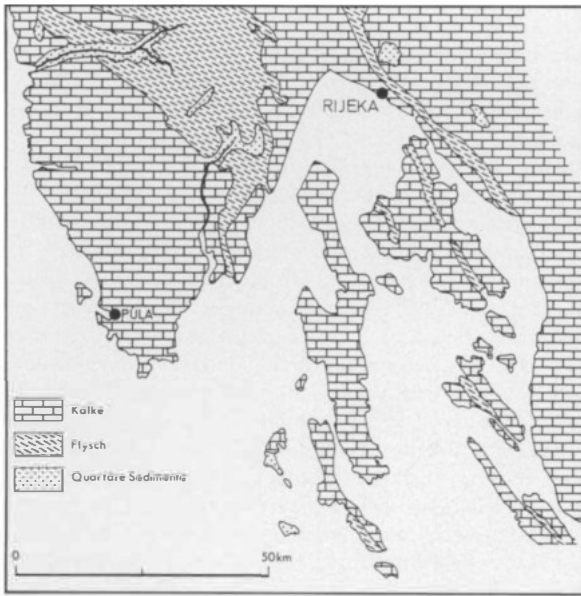 RIJEKA
PULA
Kalke
Flysch
Quartäre Sedimente
0 50km